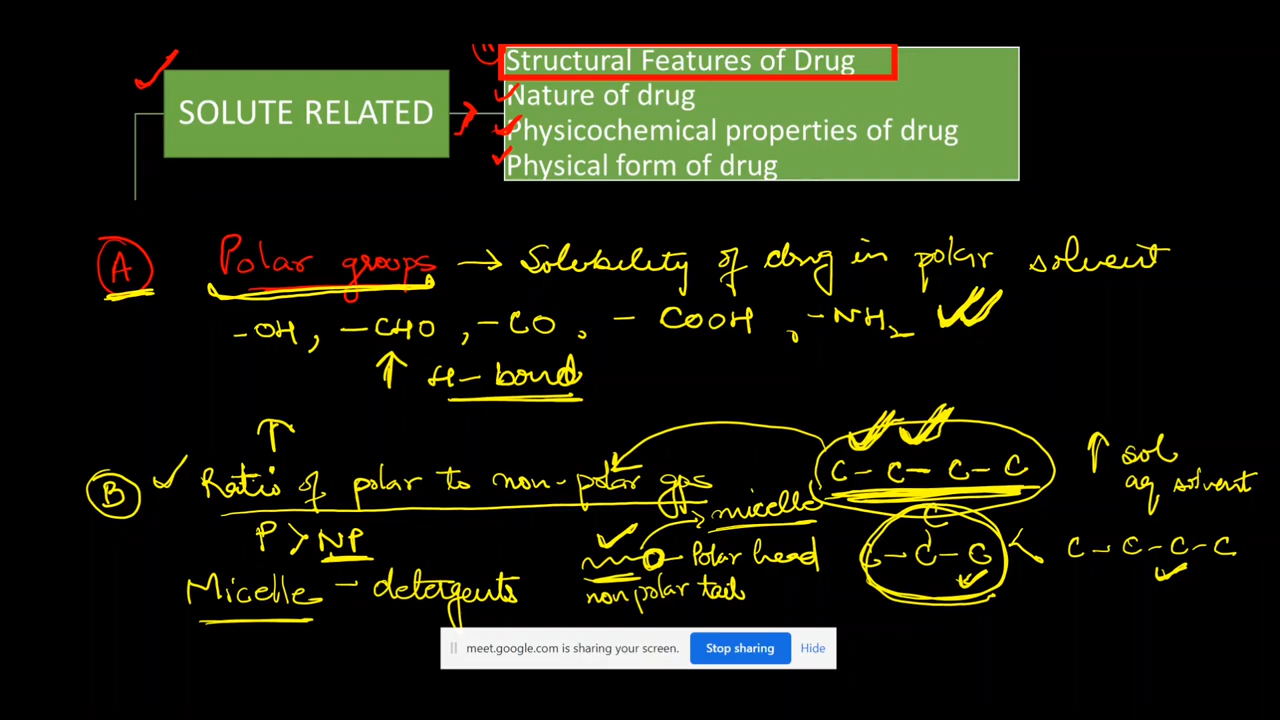 SOLUTE RELATED
Structural Features of Drug
Nature of drug
Physicochemical properties of drug
Physical form of drug
A Polar groups → Solubility of drug in polar solvent
-OH, -CHO, -CO, -COOH, -NH2
↑ H-bond
↑
B Ratio of polar to non-polar gps
C - C - C - C
↑ sol
aq solvent
P > NP
micelle
Polar head
non polar tail
C
C - C - C < C - C - C - C
Micelle - detergents
meet.google.com is sharing your screen. Stop sharing Hide